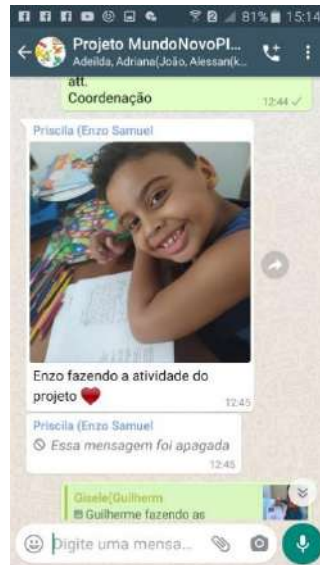 81% 15:14
Projeto MundoNovoPl...
Adeilda, Adriana(João, Alessan(k...
att.
Coordenação
12:44
Priscila (Enzo Samuel
Enzo fazendo a atividade do
projeto
12:45
Priscila (Enzo Samuel
Essa mensagem foi apagada
12:45
Gisele(Guilherm
Guilherme fazendo as
Digite uma mensa...